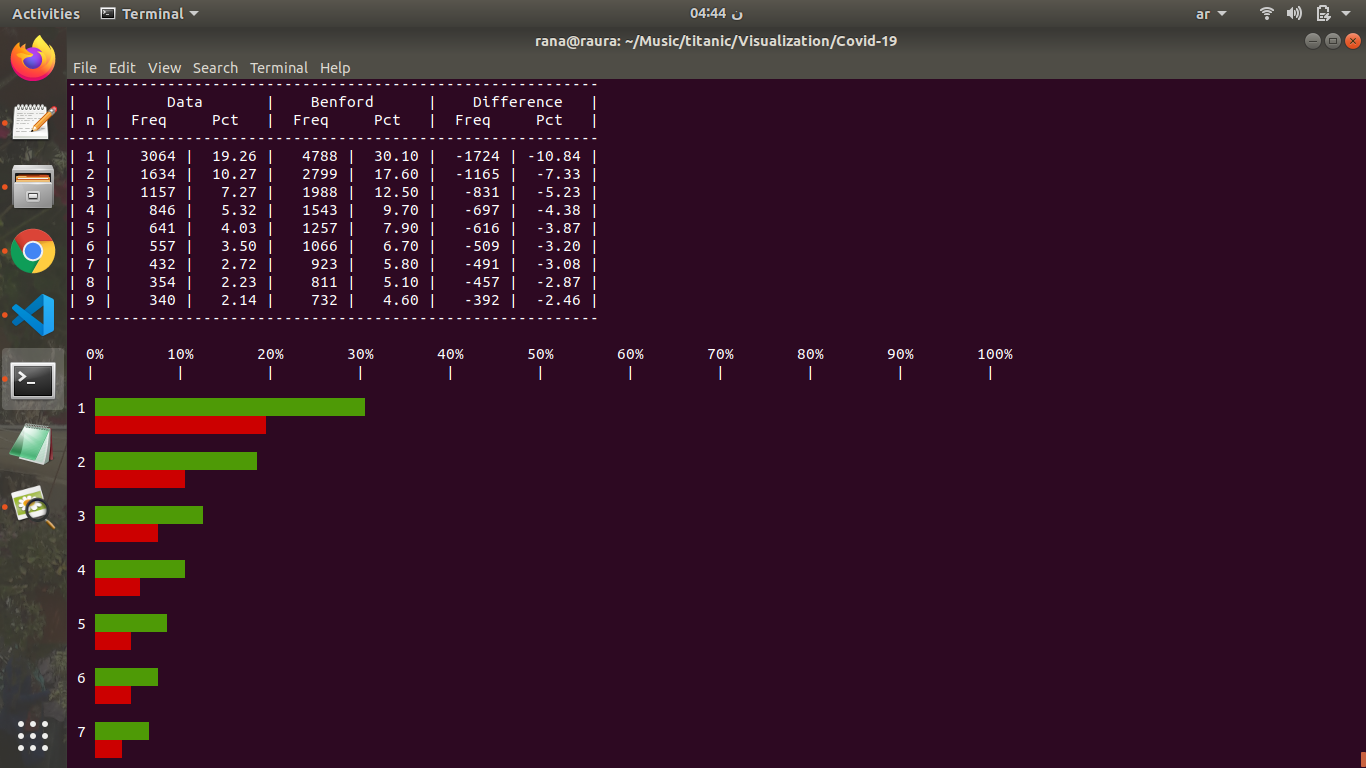 Activities Terminal 04:44 ن ar
rana@raura: ~/Music/titanic/Visualization/Covid-19
File Edit View Search Terminal Help
-----------------------------------------------------------
|   |      Data       |    Benford      |    Difference   |
| n |  Freq     Pct   |  Freq     Pct   |  Freq     Pct   |
-----------------------------------------------------------
| 1 |   3064 |  19.26 |   4788 |  30.10 |  -1724 | -10.84 |
| 2 |   1634 |  10.27 |   2799 |  17.60 |  -1165 |  -7.33 |
| 3 |   1157 |   7.27 |   1988 |  12.50 |   -831 |  -5.23 |
| 4 |    846 |   5.32 |   1543 |   9.70 |   -697 |  -4.38 |
| 5 |    641 |   4.03 |   1257 |   7.90 |   -616 |  -3.87 |
| 6 |    557 |   3.50 |   1066 |   6.70 |   -509 |  -3.20 |
| 7 |    432 |   2.72 |    923 |   5.80 |   -491 |  -3.08 |
| 8 |    354 |   2.23 |    811 |   5.10 |   -457 |  -2.87 |
| 9 |    340 |   2.14 |    732 |   4.60 |   -392 |  -2.46 |
-----------------------------------------------------------
0% 10% 20% 30% 40% 50% 60% 70% 80% 90% 100%
| | | | | | | | | | |
1
2
3
4
5
6
7